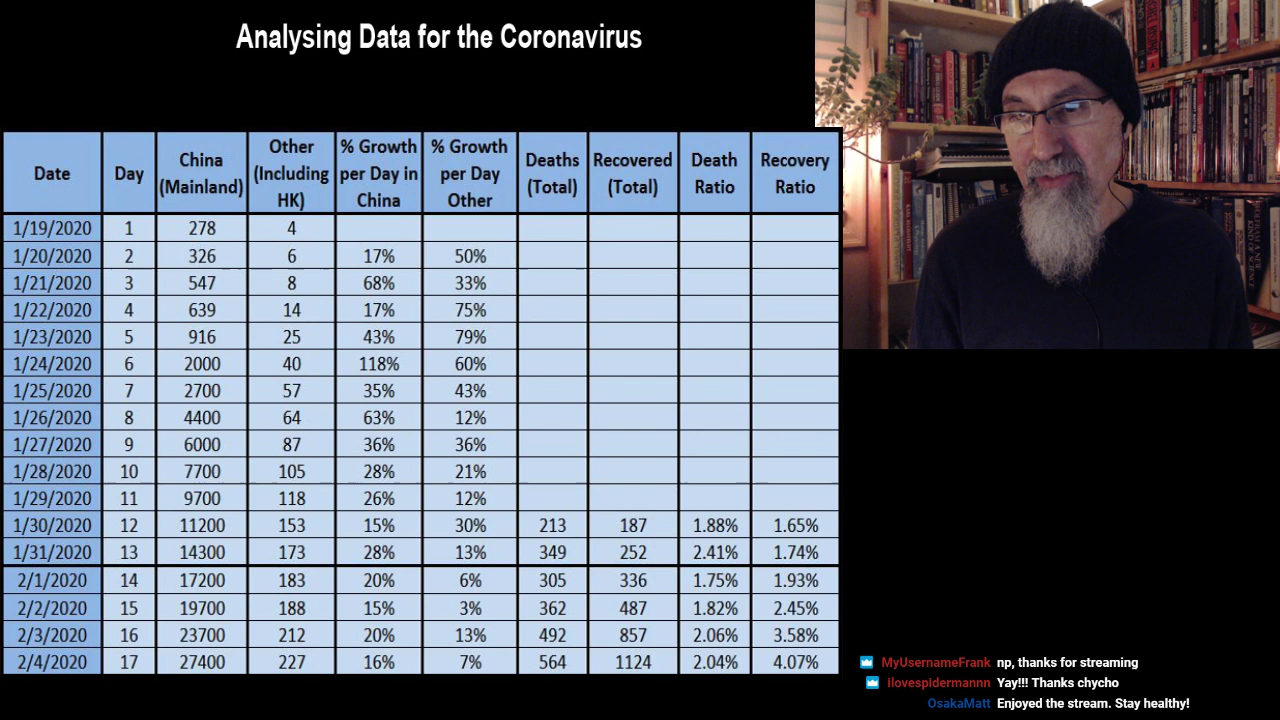 Analysing Data for the Coronavirus
Date Day China (Mainland) Other (Including HK) % Growth per Day in China % Growth per Day Other Deaths (Total) Recovered (Total) Death Ratio Recovery Ratio
1/19/2020 1 278 4
1/20/2020 2 326 6 17% 50%
1/21/2020 3 547 8 68% 33%
1/22/2020 4 639 14 17% 75%
1/23/2020 5 916 25 43% 79%
1/24/2020 6 2000 40 118% 60%
1/25/2020 7 2700 57 35% 43%
1/26/2020 8 4400 64 63% 12%
1/27/2020 9 6000 87 36% 36%
1/28/2020 10 7700 105 28% 21%
1/29/2020 11 9700 118 26% 12%
1/30/2020 12 11200 153 15% 30% 213 187 1.88% 1.65%
1/31/2020 13 14300 173 28% 13% 349 252 2.41% 1.74%
2/1/2020 14 17200 183 20% 6% 305 336 1.75% 1.93%
2/2/2020 15 19700 188 15% 3% 362 487 1.82% 2.45%
2/3/2020 16 23700 212 20% 13% 492 857 2.06% 3.58%
2/4/2020 17 27400 227 16% 7% 564 1124 2.04% 4.07%
MyUsernameFrank np, thanks for streaming
ilovespidermannn Yay!!! Thanks chycho
OsakaMatt Enjoyed the stream. Stay healthy!